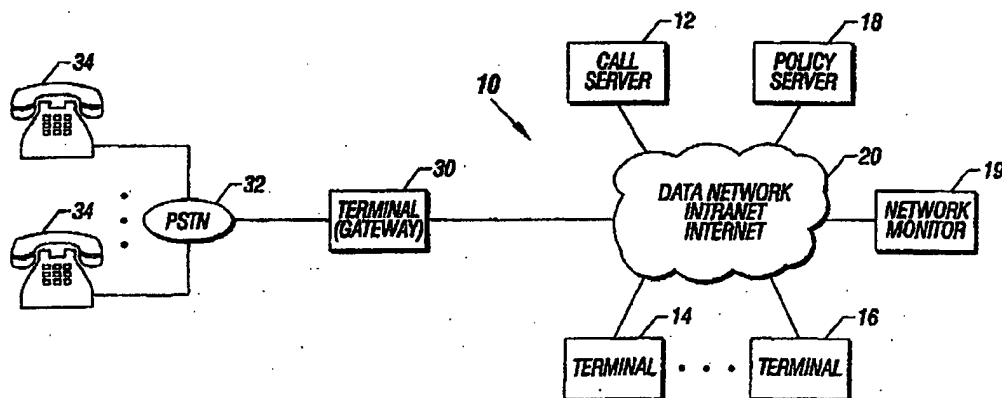 34
34
PSTN
32
TERMINAL
(GATEWAY)
30
10
CALL
SERVER
12
POLICY
SERVER
18
DATA NETWORK
INTRANET
INTERNET
20
NETWORK
MONITOR
19
TERMINAL
14
TERMINAL
16